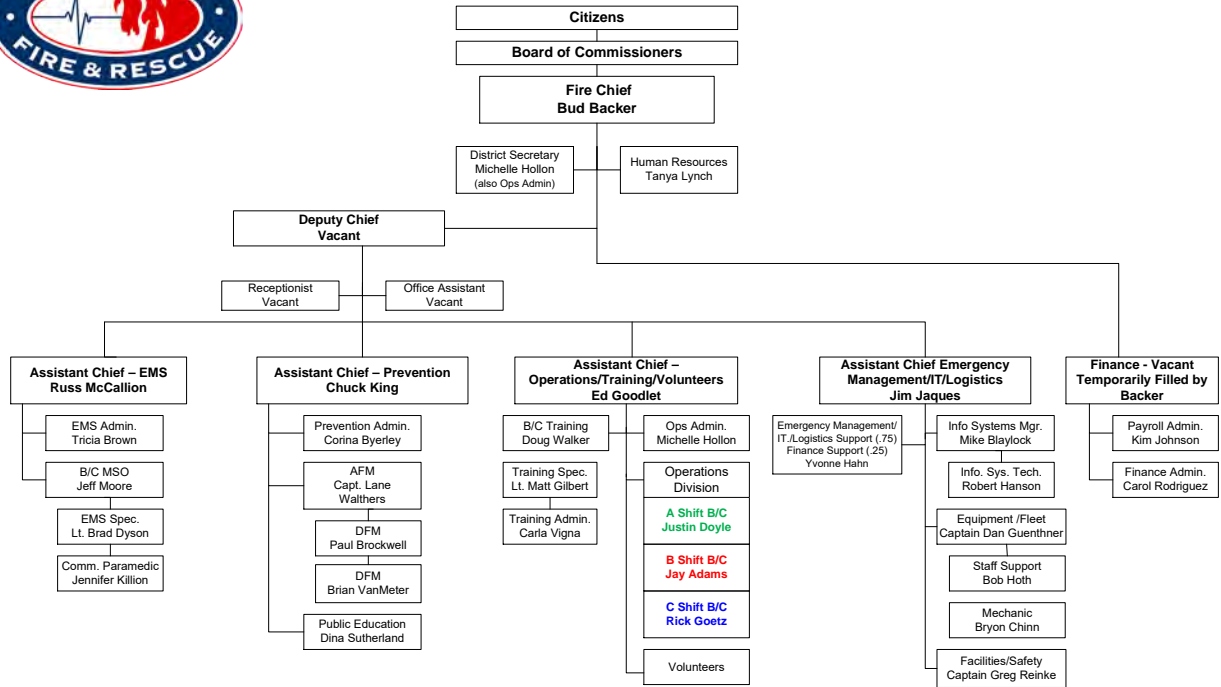 FIRE & RESCUE
Citizens
Board of Commissioners
Fire Chief
Bud Backer
District Secretary
Michelle Hollon
(also Ops Admin)
Human Resources
Tanya Lynch
Deputy Chief
Vacant
Receptionist
Vacant
Office Assistant
Vacant
Assistant Chief – EMS
Russ McCallion
Assistant Chief – Prevention
Chuck King
Assistant Chief –
Operations/Training/Volunteers
Ed Goodlet
Assistant Chief Emergency
Management/IT/Logistics
Jim Jaques
Finance - Vacant
Temporarily Filled by
Backer
EMS Admin.
Tricia Brown
B/C MSO
Jeff Moore
EMS Spec.
Lt. Brad Dyson
Comm. Paramedic
Jennifer Killion
Prevention Admin.
Corina Byerley
AFM
Capt. Lane
Walthers
DFM
Paul Brockwell
DFM
Brian VanMeter
Public Education
Dina Sutherland
B/C Training
Doug Walker
Training Spec.
Lt. Matt Gilbert
Training Admin.
Carla Vigna
Ops Admin.
Michelle Hollon
Operations
Division
A Shift B/C
Justin Doyle
B Shift B/C
Jay Adams
C Shift B/C
Rick Goetz
Volunteers
Emergency Management/
IT./Logistics Support (.75)
Finance Support (.25)
Yvonne Hahn
Info Systems Mgr.
Mike Blaylock
Info. Sys. Tech.
Robert Hanson
Equipment /Fleet
Captain Dan Guenthner
Staff Support
Bob Hoth
Mechanic
Bryon Chinn
Facilities/Safety
Captain Greg Reinke
Payroll Admin.
Kim Johnson
Finance Admin.
Carol Rodriguez